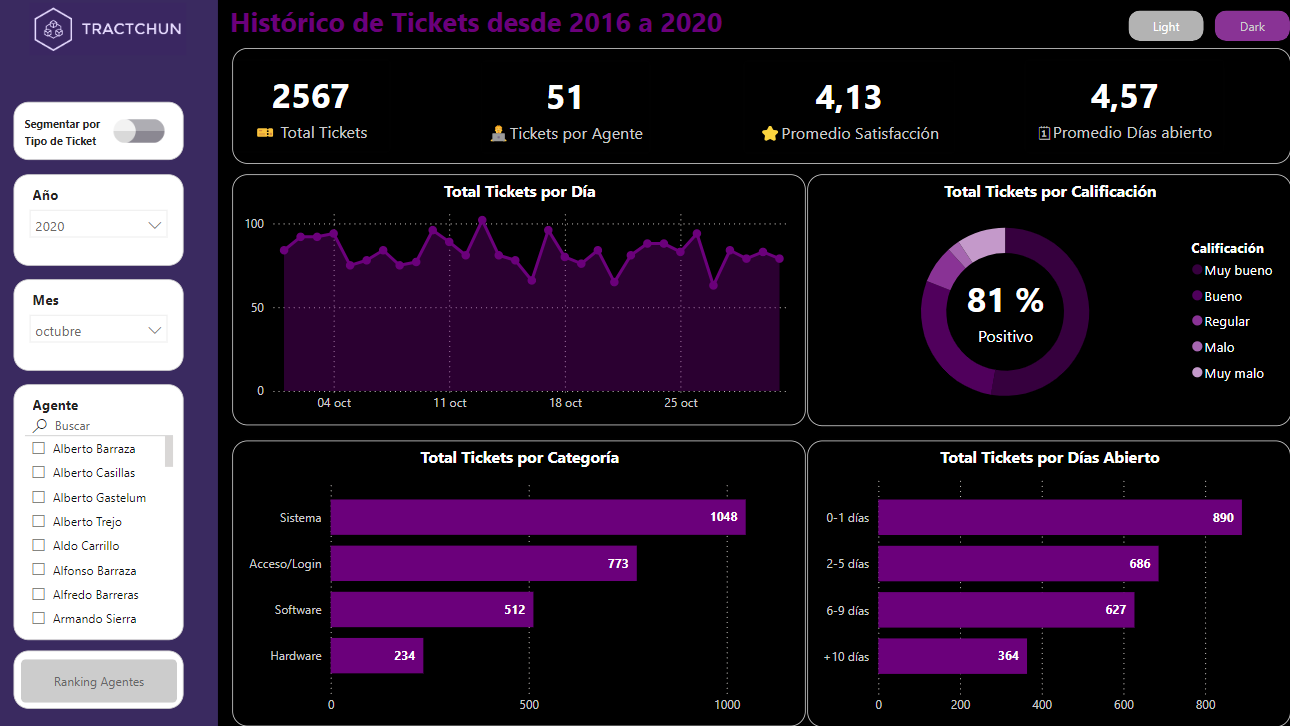 TRACTCHUN
Histórico de Tickets desde 2016 a 2020
Light
Dark
Segmentar por
Tipo de Ticket
Año
2020
Mes
octubre
Agente
Buscar
Alberto Barraza
Alberto Casillas
Alberto Gastelum
Alberto Trejo
Aldo Carrillo
Alfonso Barraza
Alfredo Barreras
Armando Sierra
Ranking Agentes
2567
Total Tickets
51
Tickets por Agente
4,13
Promedio Satisfacción
4,57
Promedio Días abierto
Total Tickets por Día
100
50
0
04 oct
11 oct
18 oct
25 oct
Total Tickets por Calificación
81 %
Positivo
Calificación
Muy bueno
Bueno
Regular
Malo
Muy malo
Total Tickets por Categoría
Sistema
1048
Acceso/Login
773
Software
512
Hardware
234
0
500
1000
Total Tickets por Días Abierto
0-1 días
890
2-5 días
686
6-9 días
627
+10 días
364
0
200
400
600
800